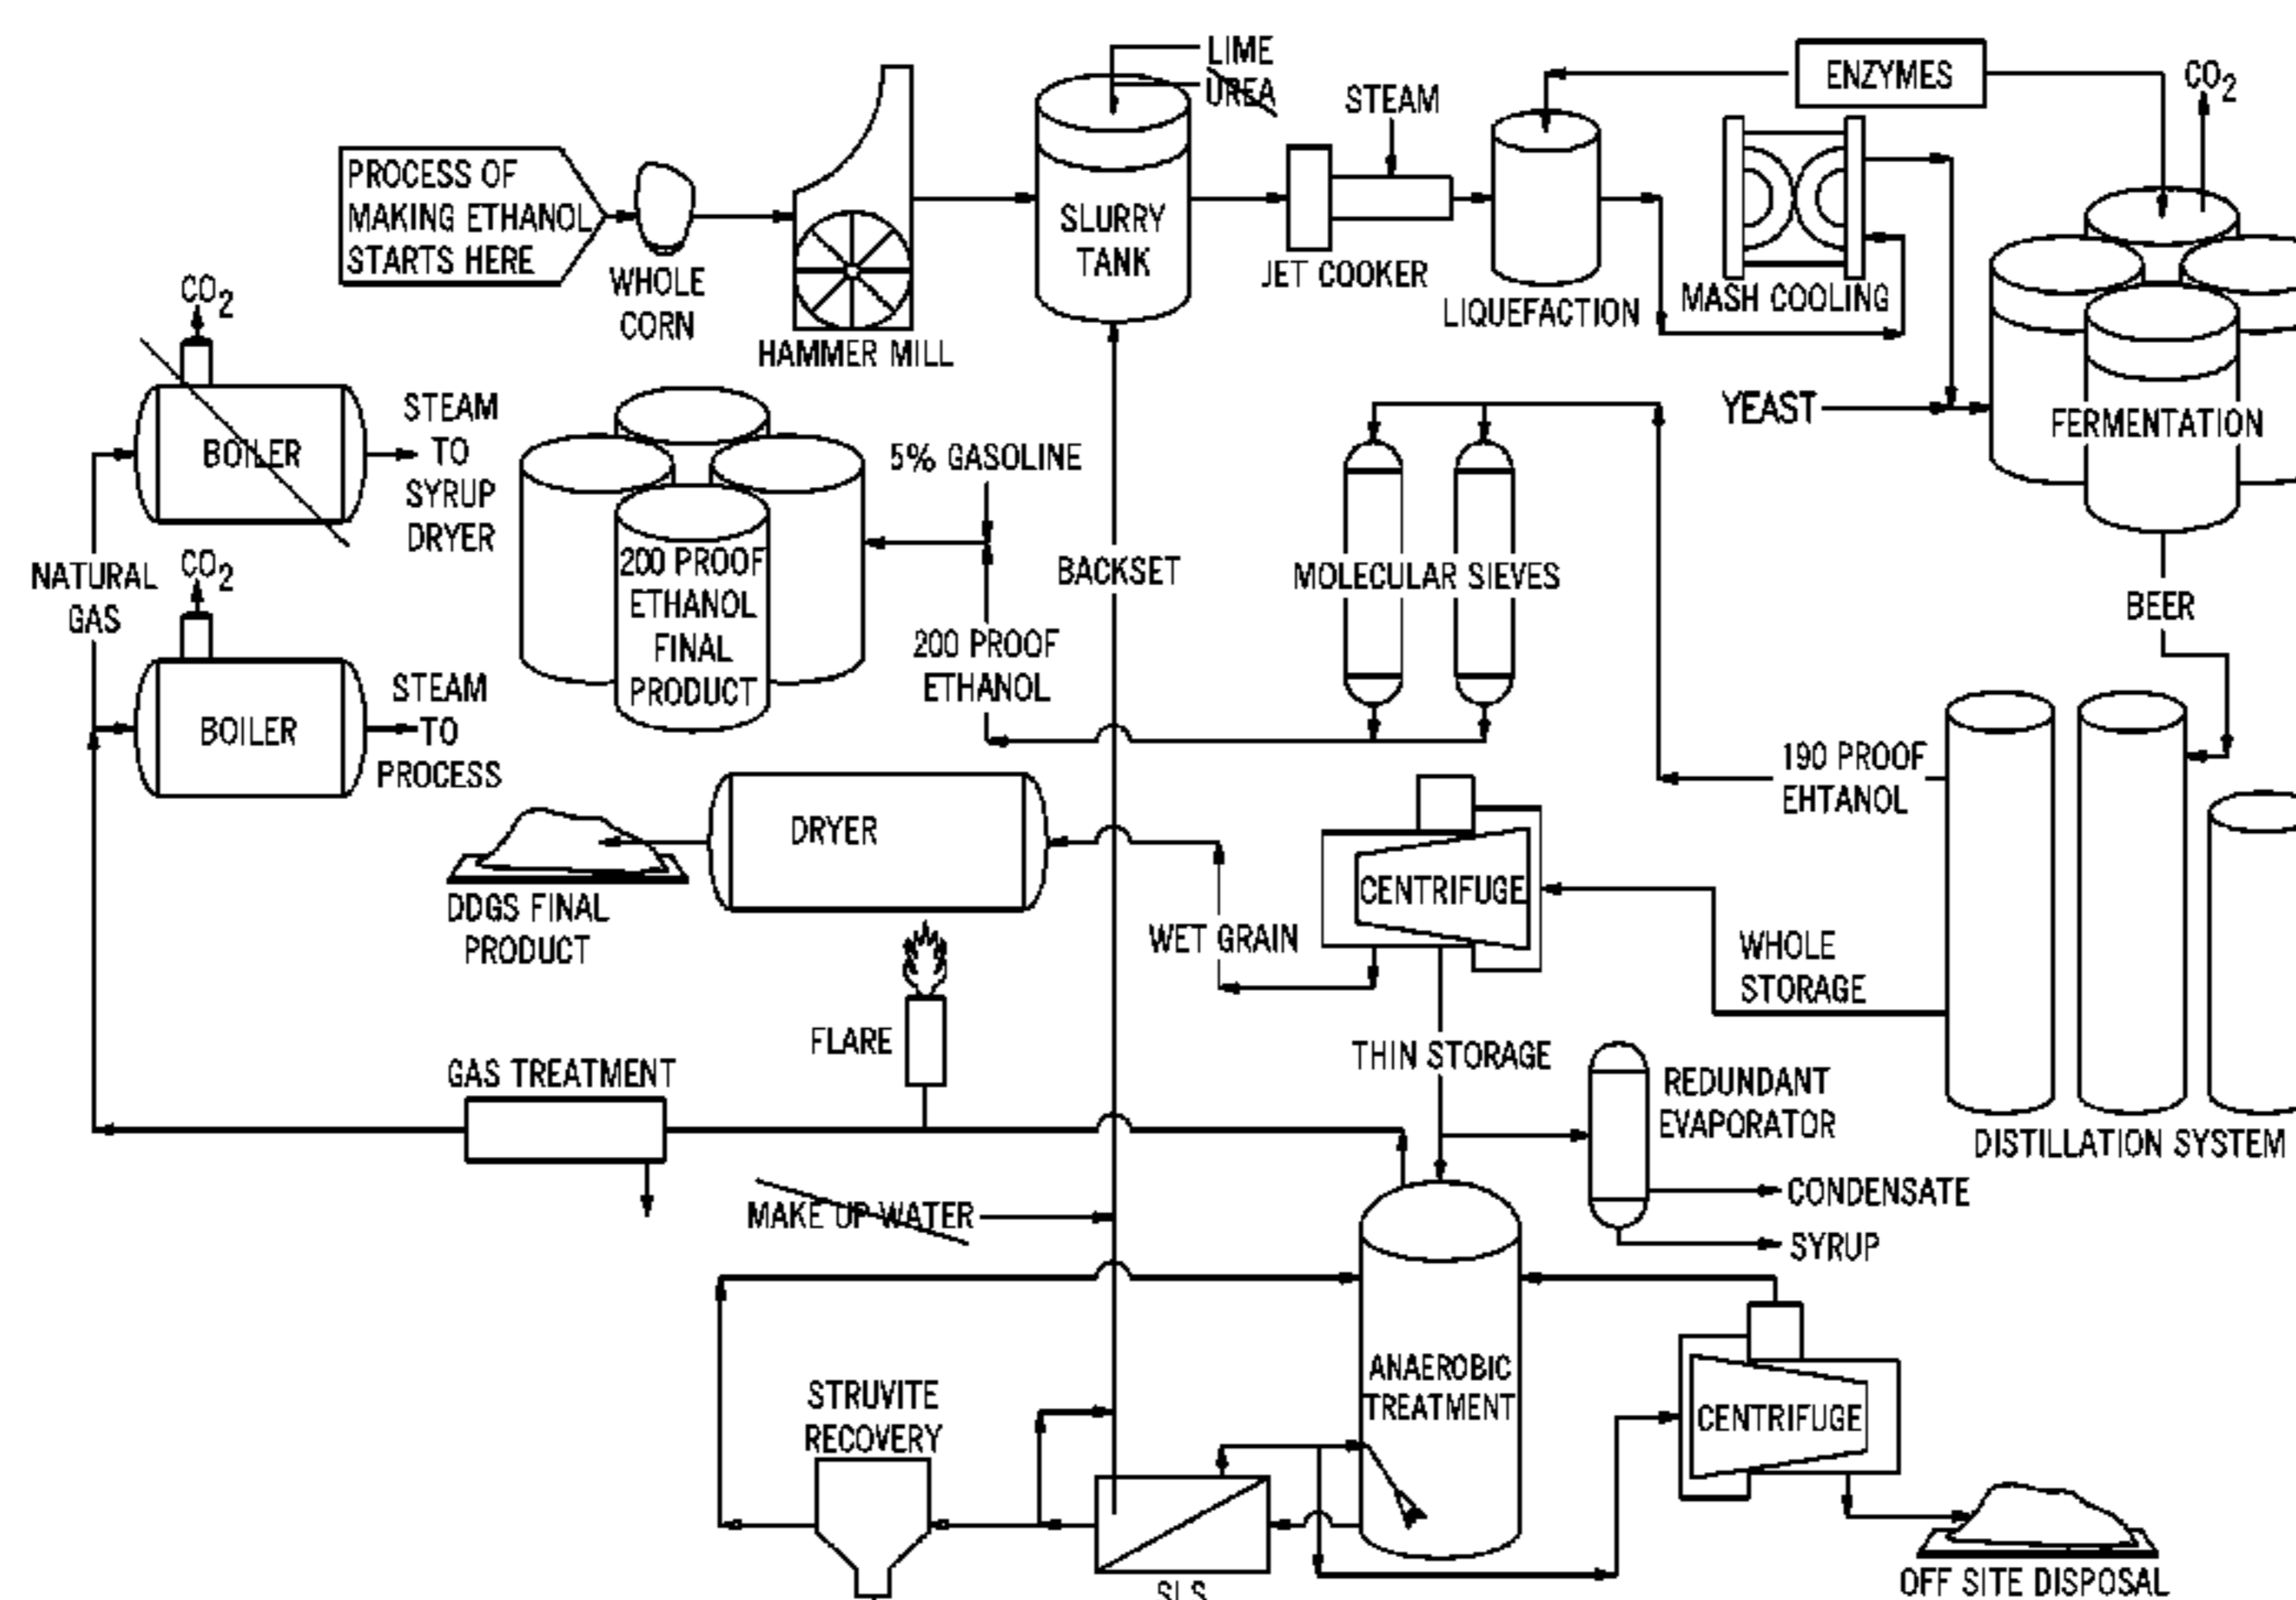 LIME
UREA
STEAM
ENZYMES
CO2
PROCESS OF
MAKING ETHANOL
STARTS HERE
WHOLE
CORN
HAMMER MILL
SLURRY
TANK
JET COOKER
LIQUEFACTION
MASH COOLING
YEAST
FERMENTATION
CO2
BOILER
STEAM
TO
SYRUP
DRYER
NATURAL
GAS
CO2
BOILER
STEAM
TO
PROCESS
200 PROOF
ETHANOL
FINAL
PRODUCT
5% GASOLINE
200 PROOF
ETHANOL
BACKSET
MOLECULAR SIEVES
BEER
190 PROOF
EHTANOL
DRYER
DDGS FINAL
PRODUCT
WET GRAIN
CENTRIFUGE
WHOLE
STORAGE
FLARE
GAS TREATMENT
THIN STORAGE
REDUNDANT
EVAPORATOR
DISTILLATION SYSTEM
CONDENSATE
SYRUP
MAKE UP WATER
STRUVITE
RECOVERY
ANAEROBIC
TREATMENT
CENTRIFUGE
SLS
OFF SITE DISPOSAL